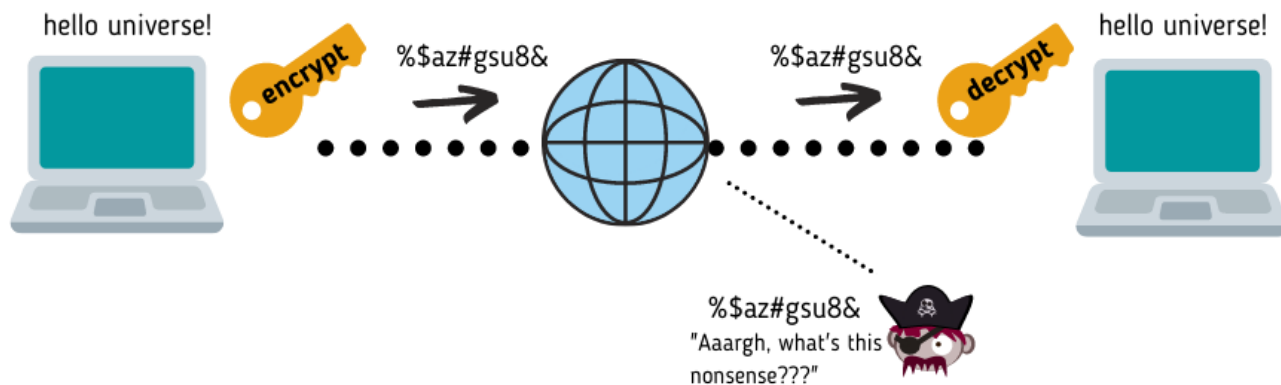 hello universe!
encrypt
%$az#gsu8&
%$az#gsu8&
decrypt
hello universe!
%$az#gsu8&
"Aaargh, what's this
nonsense???"